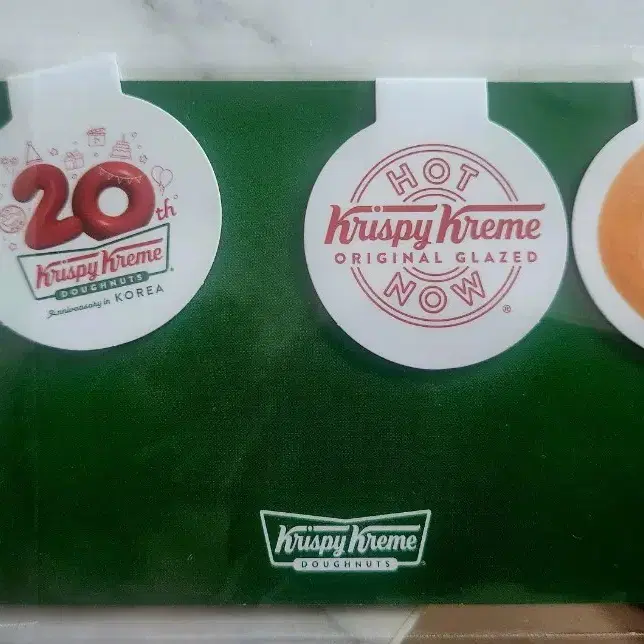 20th
Krispy Kreme
DOUGHNUTS
Anniversary in KOREA
HOT
Krispy Kreme
ORIGINAL GLAZED
NOW®
Krispy Kreme
DOUGHNUTS